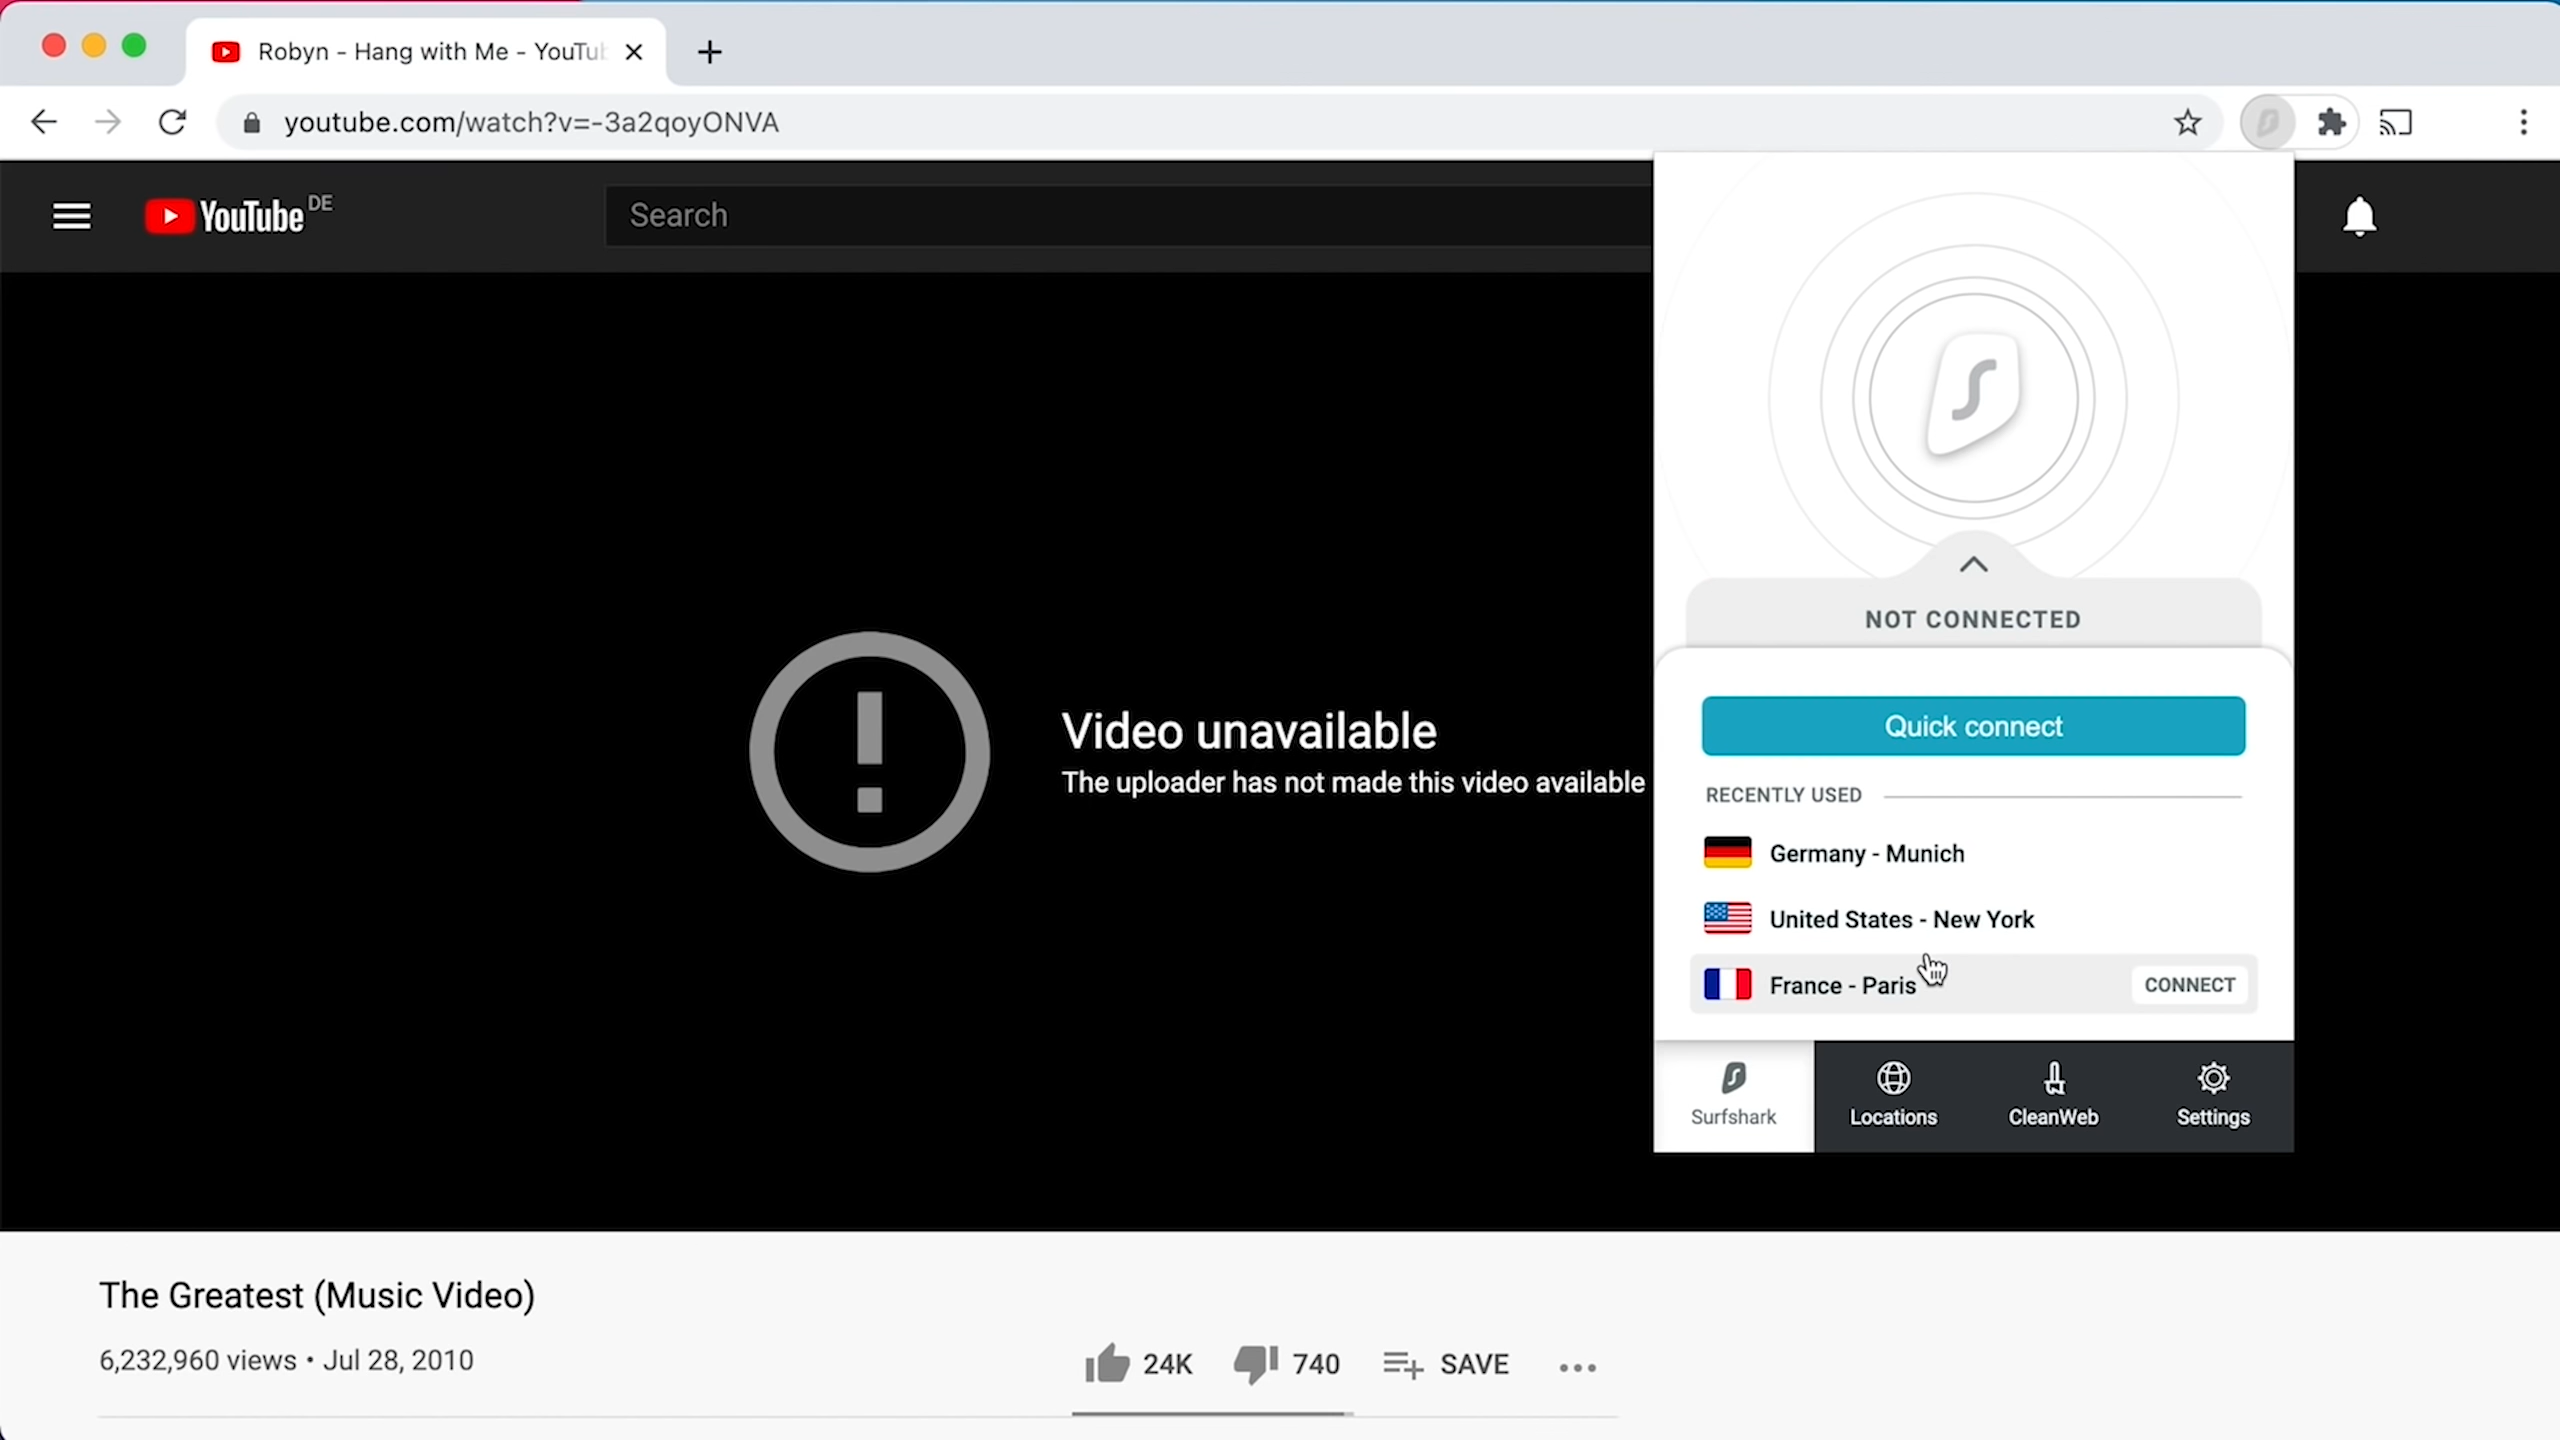 Robyn - Hang with Me - YouTub
youtube.com/watch?v=-3a2qoyONVA
YouTube DE
Search
NOT CONNECTED
Quick connect
RECENTLY USED
Germany - Munich
United States - New York
France - Paris
CONNECT
Surfshark
Locations
CleanWeb
Settings
Video unavailable
The uploader has not made this video available
The Greatest (Music Video)
6,232,960 views • Jul 28, 2010
24K
740
SAVE